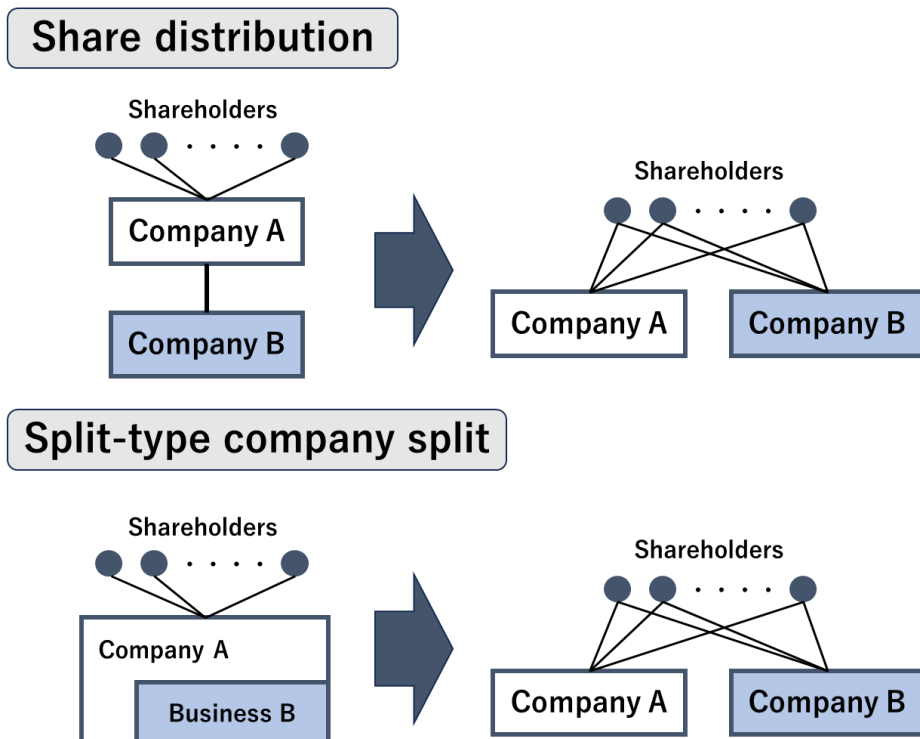 Share distribution
Shareholders
Company A
Company B
Shareholders
Company A
Company B
Split-type company split
Shareholders
Company A
Business B
Shareholders
Company A
Company B